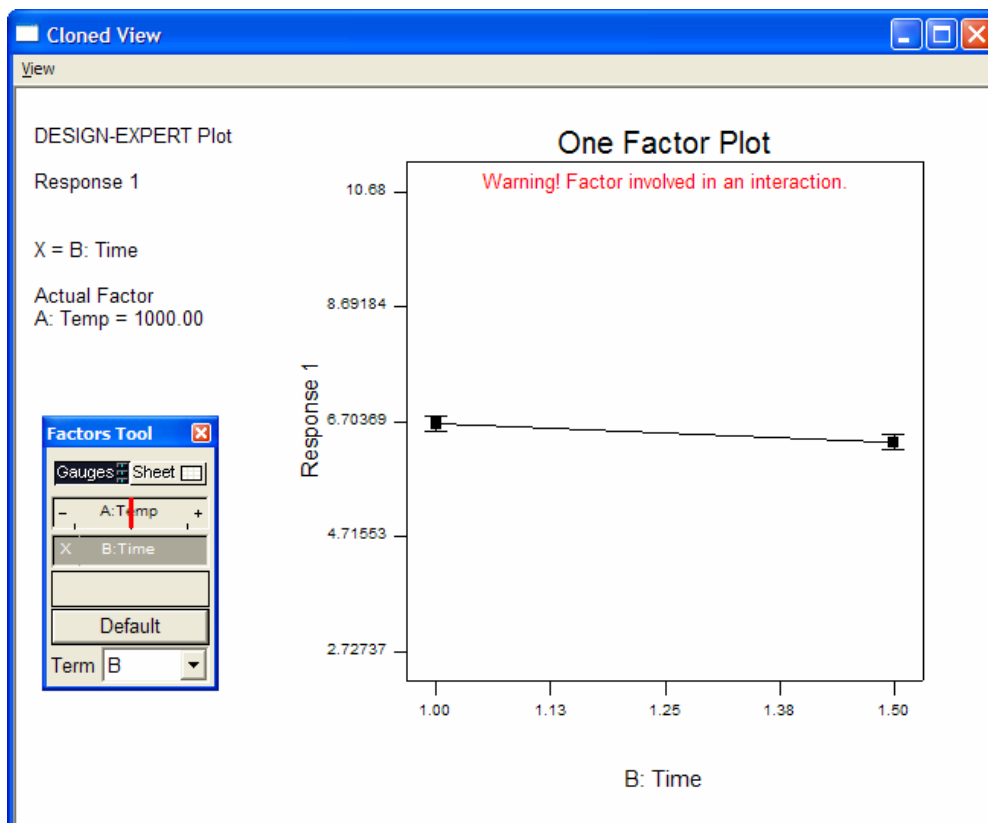 Cloned View
View
DESIGN-EXPERT Plot
Response 1
X = B: Time
Actual Factor
A: Temp = 1000.00
One Factor Plot
Warning! Factor involved in an interaction.
10.68
8.69184
6.70369
4.71553
2.72737
Response 1
1.00 1.13 1.25 1.38 1.50
B: Time
Factors Tool
Gauges Sheet
- A:Temp +
X B:Time
Default
Term B